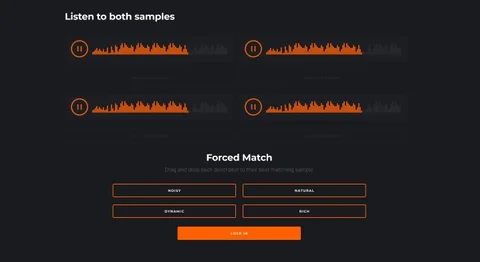 Listen to both samples
Forced Match
Drag and drop each descriptor to their best matching sample.
NOISY
NATURAL
DYNAMIC
RICH
LOCK IN